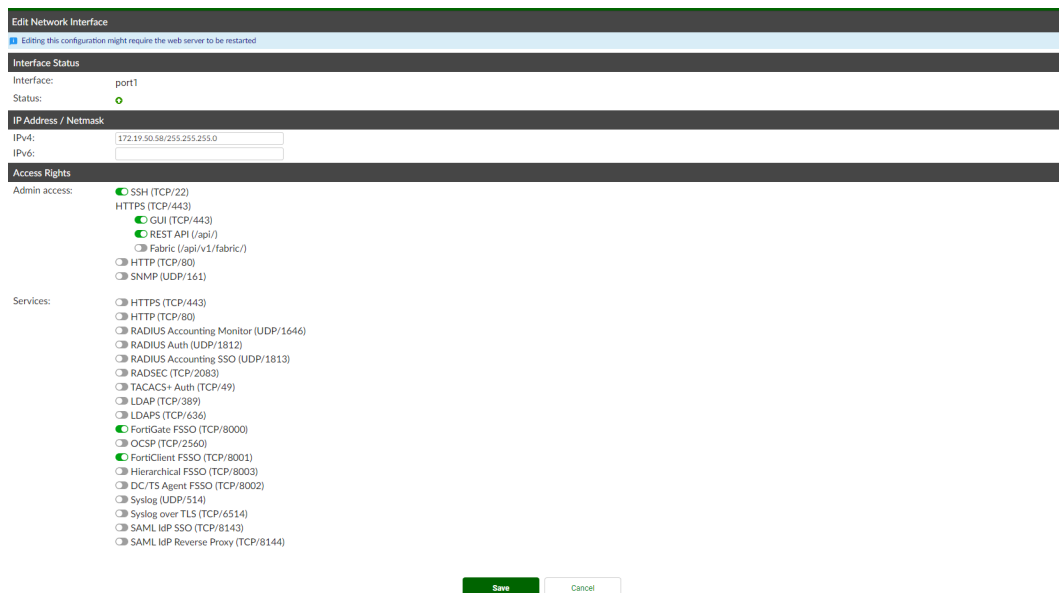 Edit Network Interface
Editing this configuration might require the web server to be restarted
Interface Status
Interface: port1
Status:
IP Address / Netmask
IPv4: 172.19.50.58/255.255.255.0
IPv6:
Access Rights
Admin access: SSH (TCP/22)
HTTPS (TCP/443)
GUI (TCP/443)
REST API (/api/)
Fabric (/api/v1/fabric/)
HTTP (TCP/80)
SNMP (UDP/161)
Services: HTTPS (TCP/443)
HTTP (TCP/80)
RADIUS Accounting Monitor (UDP/1646)
RADIUS Auth (UDP/1812)
RADIUS Accounting SSO (UDP/1813)
RADSEC (TCP/2083)
TACACS+ Auth (TCP/49)
LDAP (TCP/389)
LDAPS (TCP/636)
FortiGate FSSO (TCP/8000)
OCSP (TCP/2560)
FortiClient FSSO (TCP/8001)
Hierarchical FSSO (TCP/8003)
DC/TS Agent FSSO (TCP/8002)
Syslog (UDP/514)
Syslog over TLS (TCP/6514)
SAML IdP SSO (TCP/8143)
SAML IdP Reverse Proxy (TCP/8144)
Save Cancel